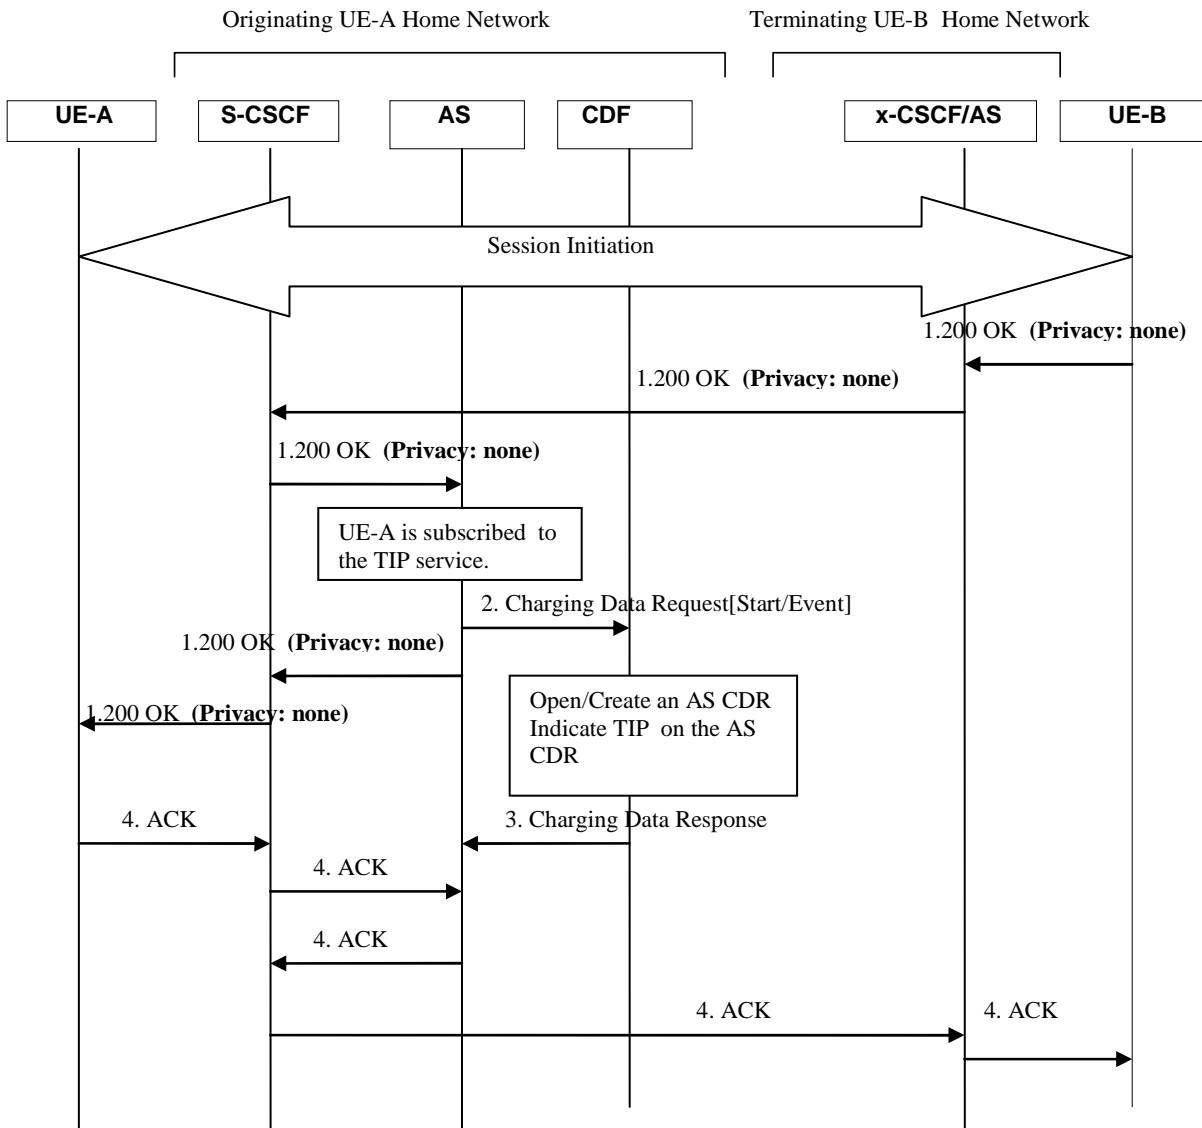 Originating UE-A Home Network
Terminating UE-B Home Network
UE-A
S-CSCF
AS
CDF
x-CSCF/AS
UE-B
Session Initiation
1.200 OK (Privacy: none)
1.200 OK (Privacy: none)
1.200 OK (Privacy: none)
UE-A is subscribed to
the TIP service.
2. Charging Data Request[Start/Event]
1.200 OK (Privacy: none)
Open/Create an AS CDR
Indicate TIP on the AS
CDR
1.200 OK (Privacy: none)
4. ACK
3. Charging Data Response
4. ACK
4. ACK
4. ACK
4. ACK